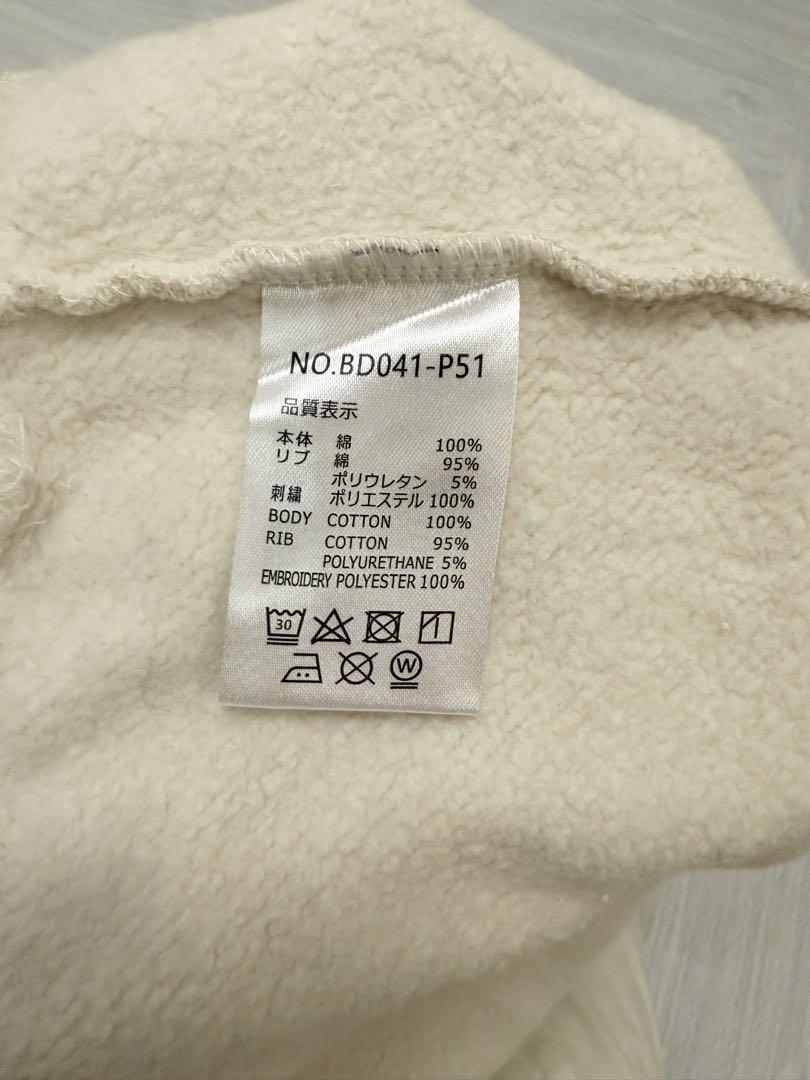 NO.BD041-P51
品質表示
本体 綿 100%
リブ 綿 95%
ポリウレタン 5%
刺繍 ポリエステル 100%
BODY COTTON 100%
RIB COTTON 95%
POLYURETHANE 5%
EMBROIDERY POLYESTER 100%
30
W